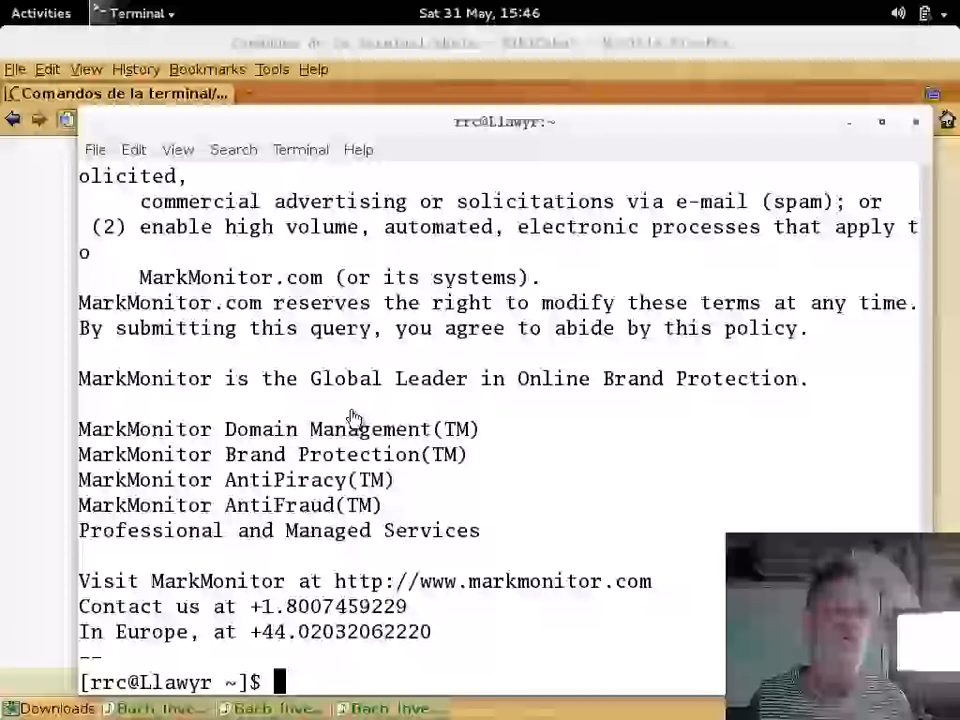 Activities Terminal Sat 31 May, 15:46
File Edit View History Bookmarks Tools Help
Comandos de la terminal/...
rrc@Llawyr:~
File Edit View Search Terminal Help
olicited,
commercial advertising or solicitations via e-mail (spam); or
(2) enable high volume, automated, electronic processes that apply t
o
MarkMonitor.com (or its systems).
MarkMonitor.com reserves the right to modify these terms at any time.
By submitting this query, you agree to abide by this policy.
MarkMonitor is the Global Leader in Online Brand Protection.
MarkMonitor Domain Management(TM)
MarkMonitor Brand Protection(TM)
MarkMonitor AntiPiracy(TM)
MarkMonitor AntiFraud(TM)
Professional and Managed Services
Visit MarkMonitor at http://www.markmonitor.com
Contact us at +1.8007459229
In Europe, at +44.02032062220
--
[rrc@Llawyr ~]$
Downloads Bach_Inve... Bach_Inve... Bach_Inve...